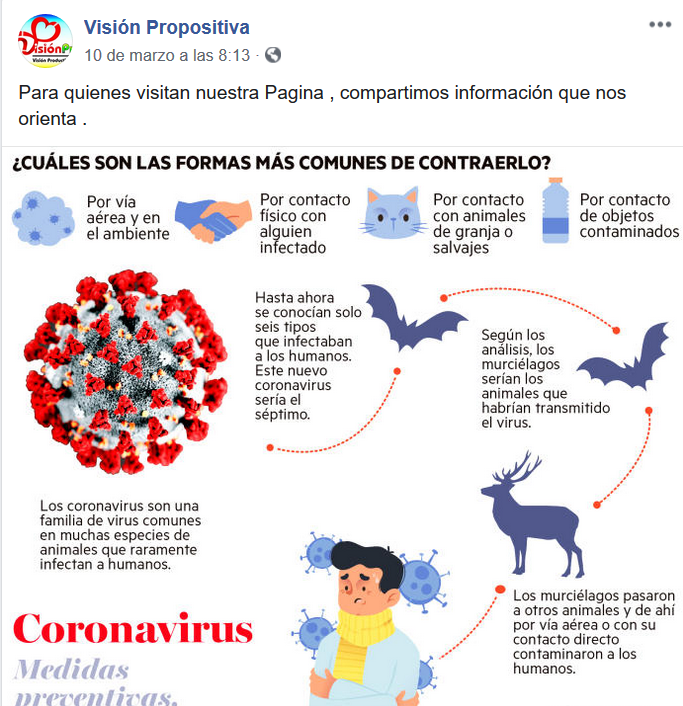 Visión Propositiva
10 de marzo a las 8:13 ·
Visión Product
Para quienes visitan nuestra Pagina , compartimos información que nos
orienta .
¿CUÁLES SON LAS FORMAS MÁS COMUNES DE CONTRAERLO?
Por vía
aérea y en
el ambiente
Por contacto
físico con
alguien
infectado
Por contacto
con animales
de granja o
salvajes
Por contacto
de objetos
contaminados
Hasta ahora
se conocían solo
seis tipos
que infectaban
a los humanos.
Este nuevo
coronavirus
sería el
séptimo.
Según los
análisis, los
murciélagos
serían los
animales que
habrían transmitido
el virus.
Los coronavirus son una
familia de virus comunes
en muchas especies de
animales que raramente
infectan a humanos.
Los murciélagos pasaron
a otros animales y de ahí
por vía aérea o con su
contacto directo
contaminaron a los
humanos.
Coronavirus
Medidas
preventivas.